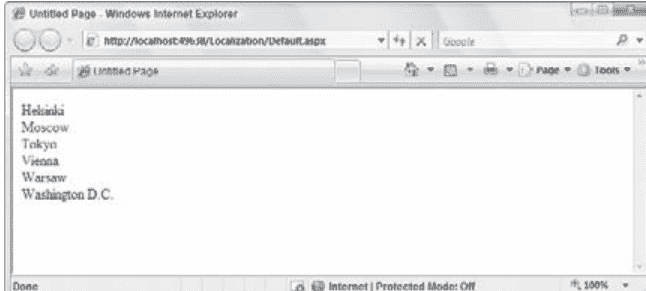 Untitled Page - Windows Internet Explorer
http://localhost:49638/Localization/Default.aspx
Google
Untitled Page
Page
Tools
Helsinki
Moscow
Tokyo
Vienna
Warsaw
Washington D.C.
Done
Internet | Protected Mode: Off
100%